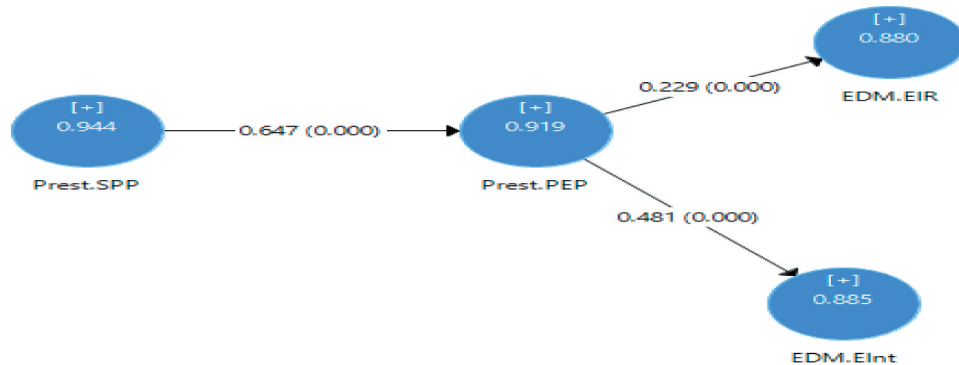 [+]
0.880
EDM.EIR
0.229 (0.000)
[+]
0.944
Prest.SPP
0.647 (0.000)
[+]
0.919
Prest.PEP
0.481 (0.000)
[+]
0.885
EDM.EInt